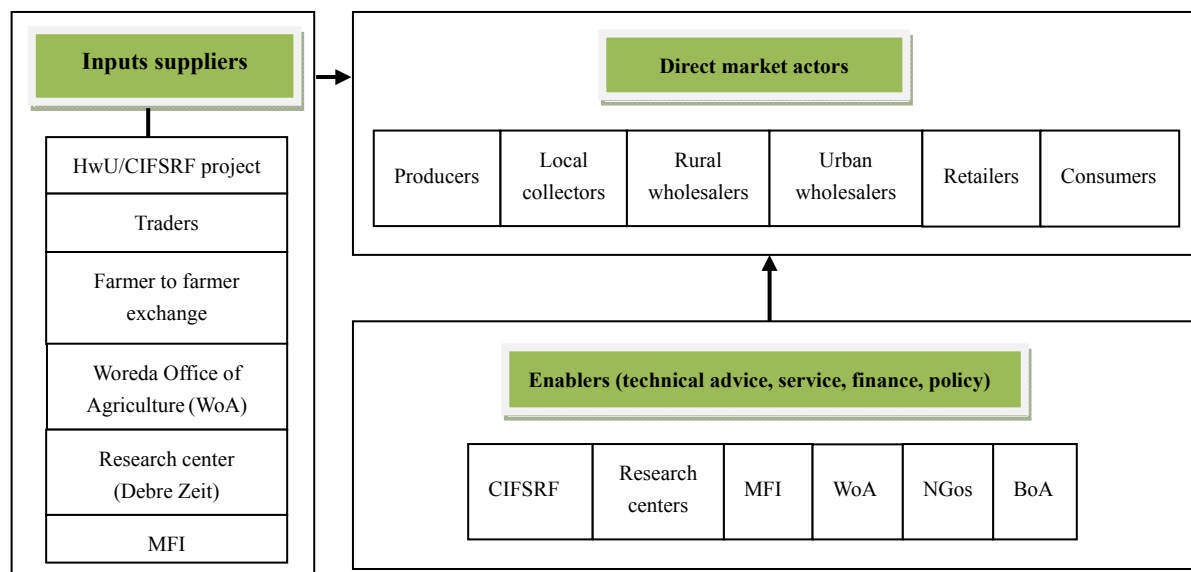 Inputs suppliers
HwU/CIFSRF project
Traders
Farmer to farmer
exchange
Woreda Office of
Agriculture (WoA)
Research center
(Debre Zeit)
MFI
Direct market actors
Producers
Local
collectors
Rural
wholesalers
Urban
wholesalers
Retailers
Consumers
Enablers (technical advice, service, finance, policy)
CIFSRF
Research
centers
MFI
WoA
NGos
BoA